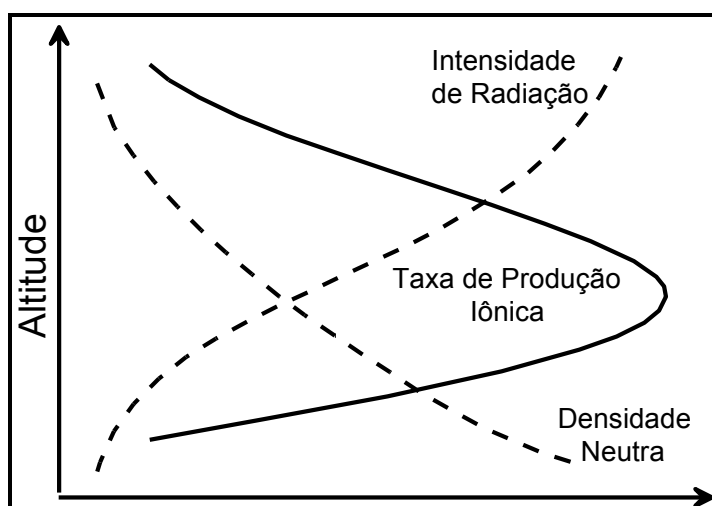 Intensidade
de Radiação
Altitude
Taxa de Produção
Iônica
Densidade
Neutra